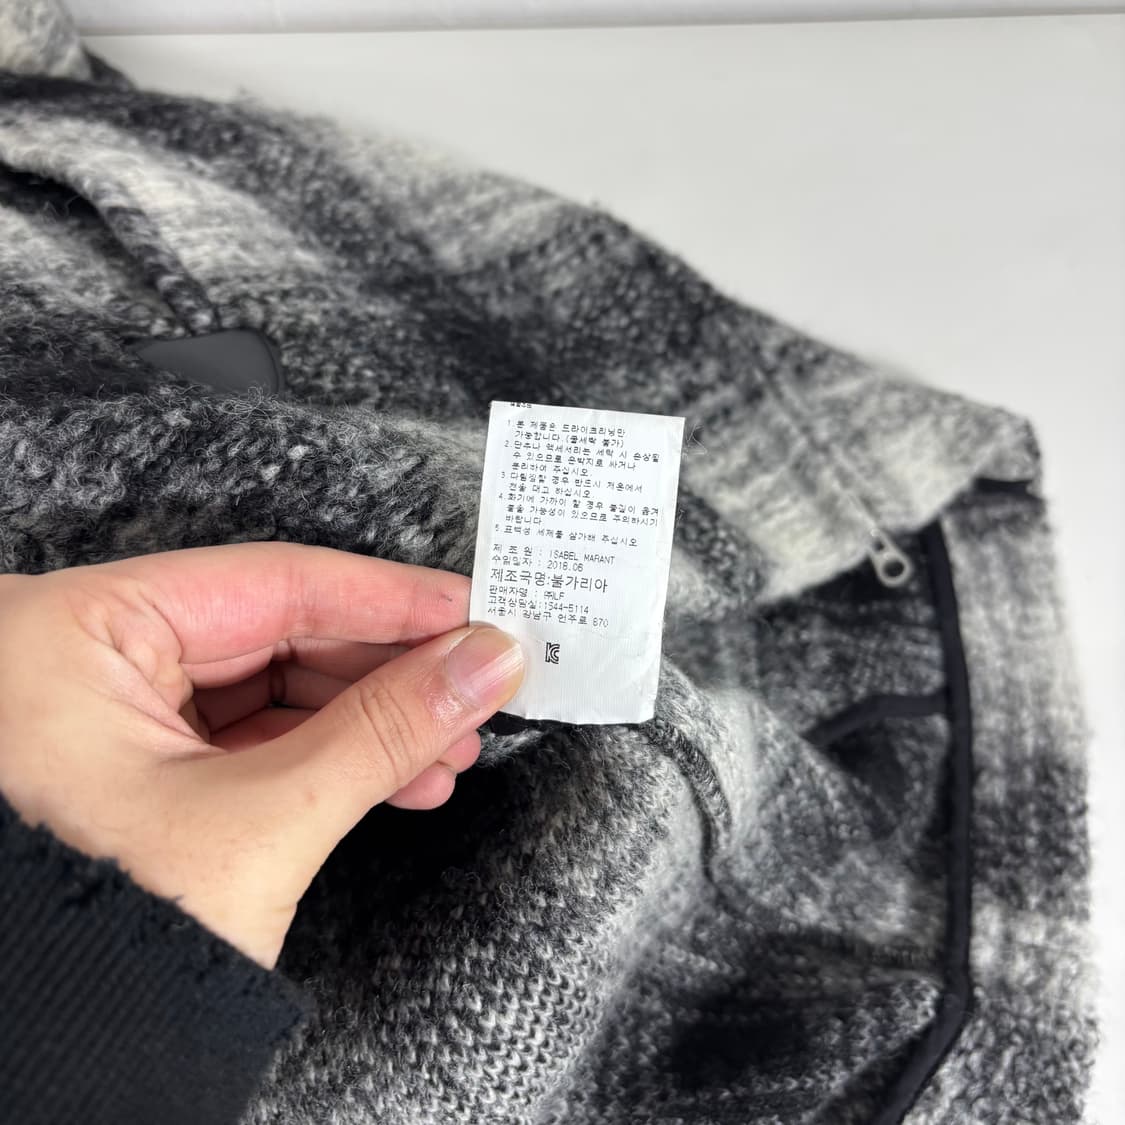 1. 본 제품은 드라이크리닝만
가능합니다.(물세탁 불가)
2. 단추나 액세서리는 세탁 시 손상될
수 있으므로 은박지로 싸거나
분리하여 주십시오.
3. 다림질할 경우 반드시 저온에서
천을 대고 하십시오.
4. 화기에 가까이 할 경우 불길이 옮겨
붙을 가능성이 있으므로 주의하시기
바랍니다
5. 표백성 세제를 삼가해 주십시오
제 조 원 : ISABEL MARANT
수입일자 : 2018.06
제조국명:불가리아
판매자명 : ㈜LF
고객상담실:1544-5114
서울시 강남구 언주로 870